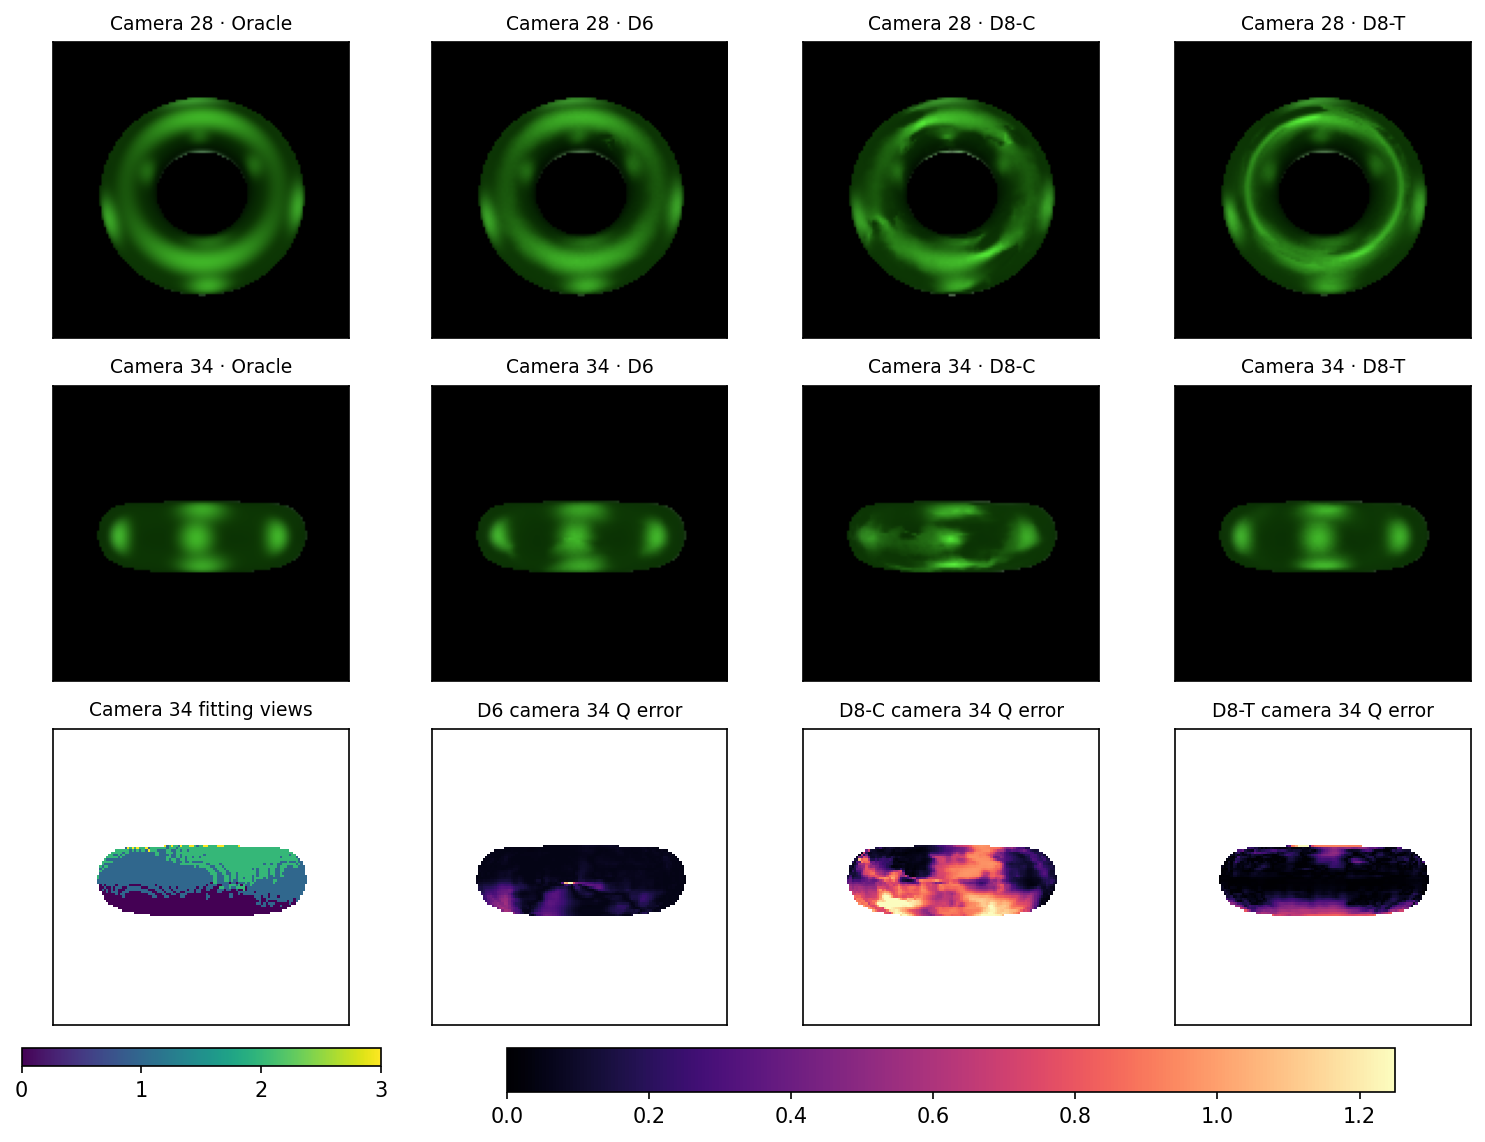 Camera 28 · Oracle
Camera 28 · D6
Camera 28 · D8-C
Camera 28 · D8-T
Camera 34 · Oracle
Camera 34 · D6
Camera 34 · D8-C
Camera 34 · D8-T
Camera 34 fitting views
D6 camera 34 Q error
D8-C camera 34 Q error
D8-T camera 34 Q error
0 1 2 3
0.0 0.2 0.4 0.6 0.8 1.0 1.2